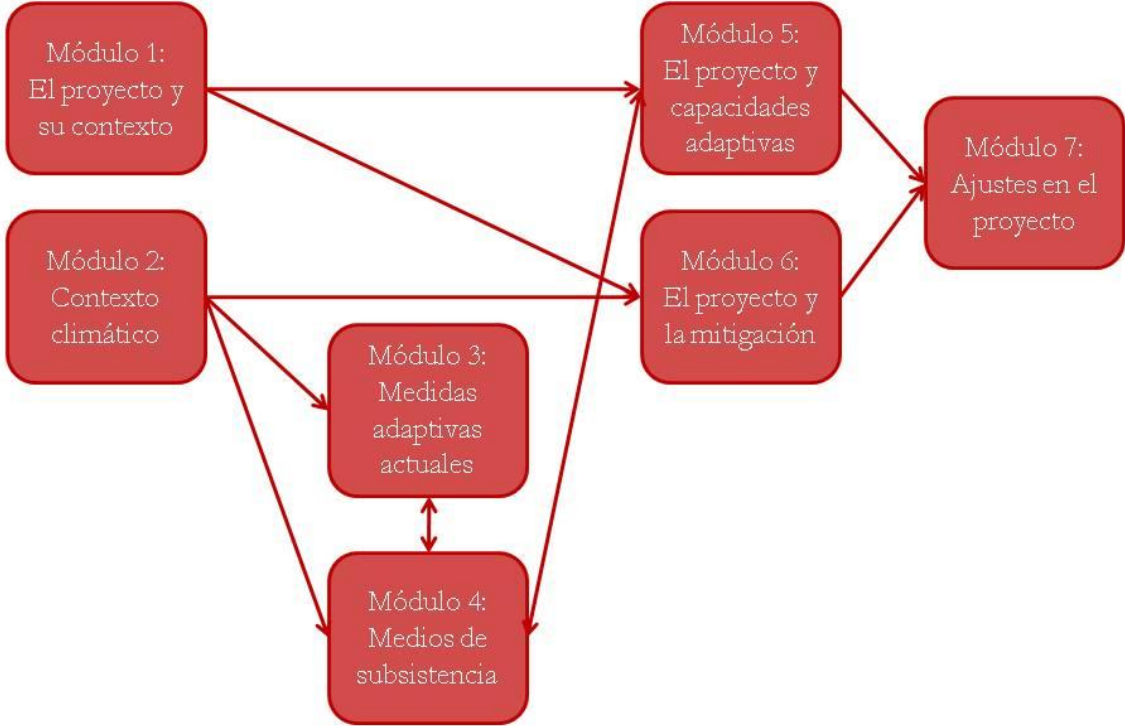 Módulo 1:
El proyecto y
su contexto
Módulo 2:
Contexto
climático
Módulo 3:
Medidas
adaptivas
actuales
Módulo 4:
Medios de
subsistencia
Módulo 5:
El proyecto y
capacidades
adaptivas
Módulo 6:
El proyecto y
la mitigación
Módulo 7:
Ajustes en el
proyecto